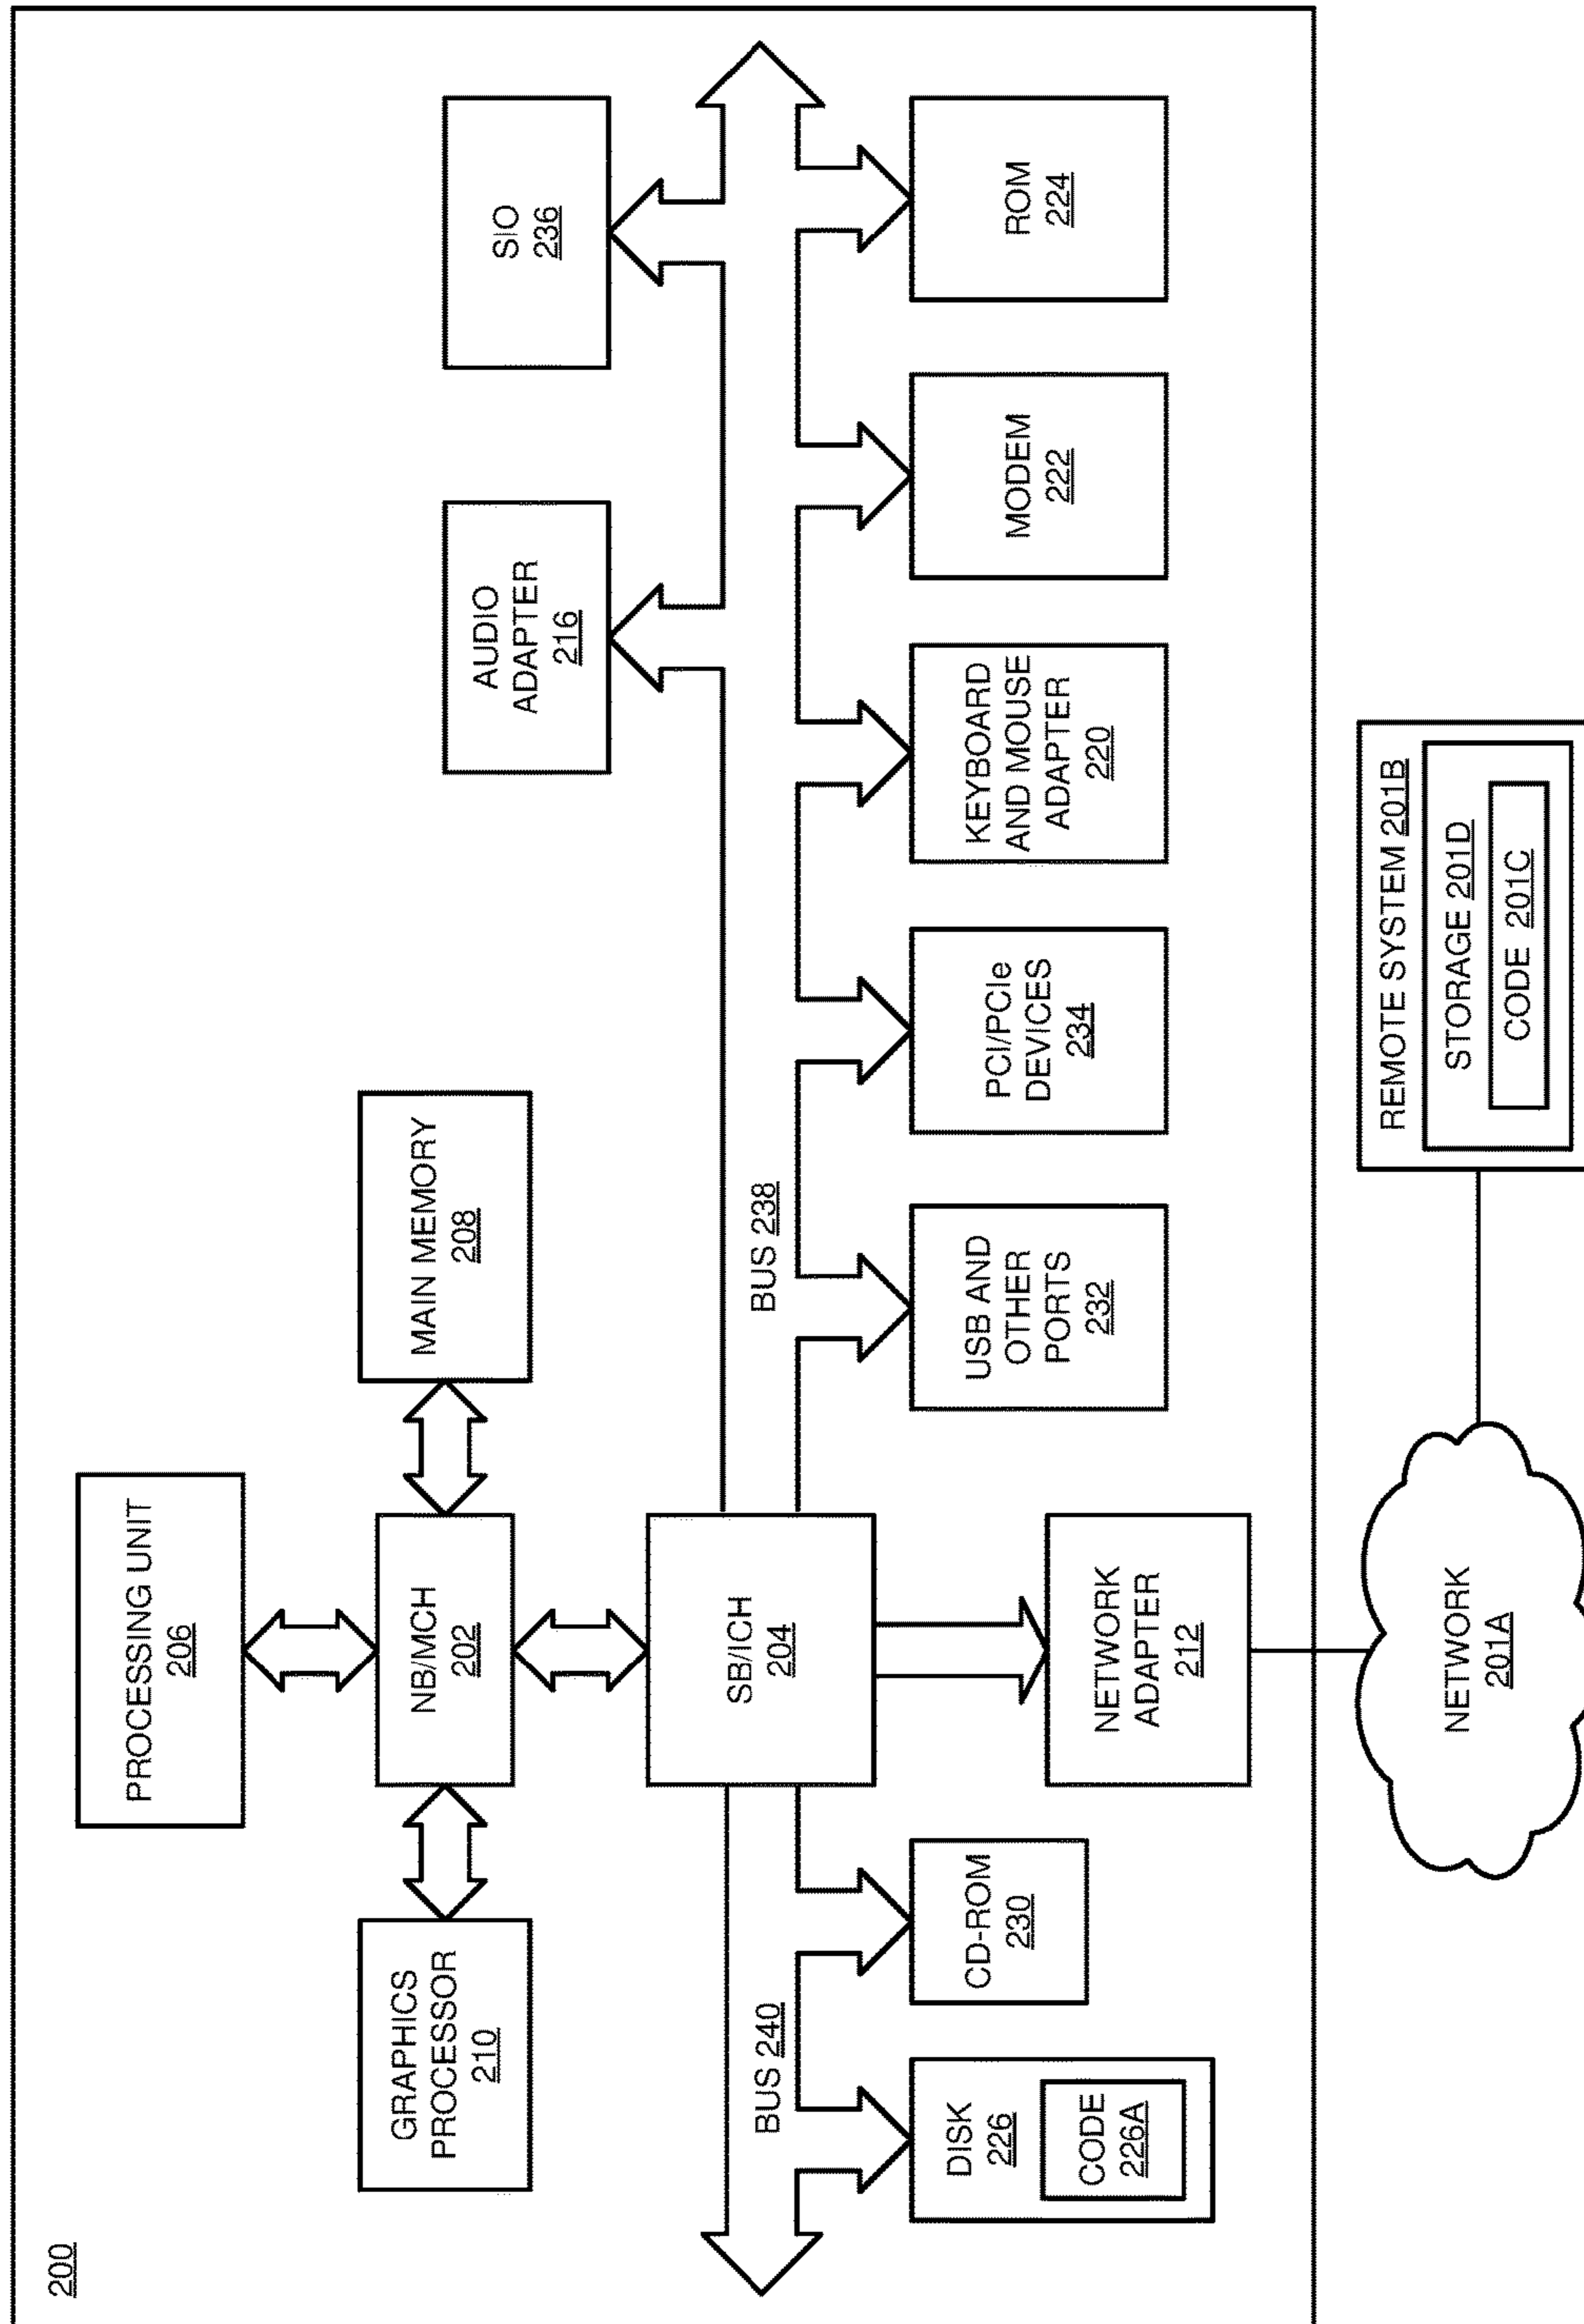 200
PROCESSING UNIT
206
GRAPHICS
PROCESSOR
210
NB/MCH
202
MAIN MEMORY
208
AUDIO
ADAPTER
216
SIO
236
SB/ICH
204
BUS 240
BUS 238
DISK
226
CODE
226A
CD-ROM
230
NETWORK
ADAPTER
212
USB AND
OTHER
PORTS
232
PCI/PCIe
DEVICES
234
KEYBOARD
AND MOUSE
ADAPTER
220
MODEM
222
ROM
224
NETWORK
201A
REMOTE SYSTEM 201B
STORAGE 201D
CODE 201C